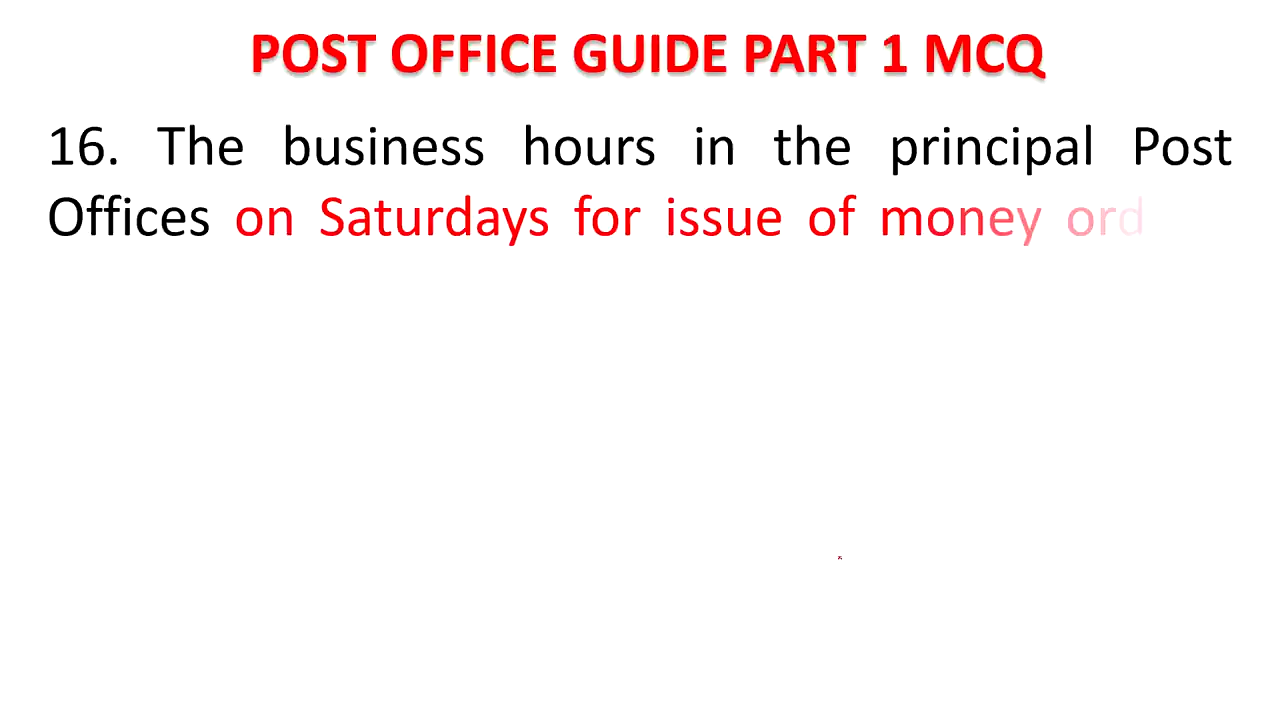 POST OFFICE GUIDE PART 1 MCQ
16. The business hours in the principal Post
Offices on Saturdays for issue of money ord